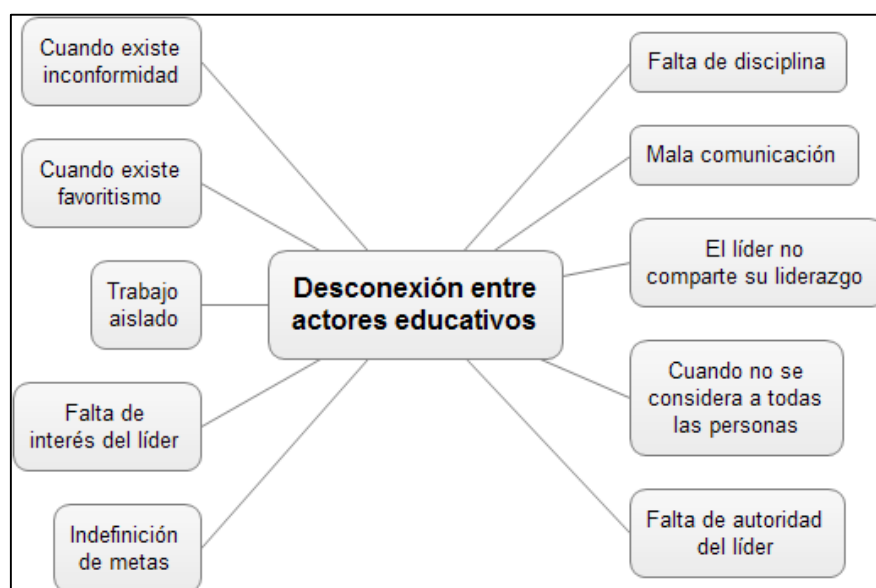 Cuando existe
inconformidad
Cuando existe
favoritismo
Trabajo
aislado
Falta de
interés del líder
Indefinición
de metas
Desconexión entre
actores educativos
Falta de disciplina
Mala comunicación
El líder no
comparte su liderazgo
Cuando no se
considera a todas
las personas
Falta de autoridad
del líder